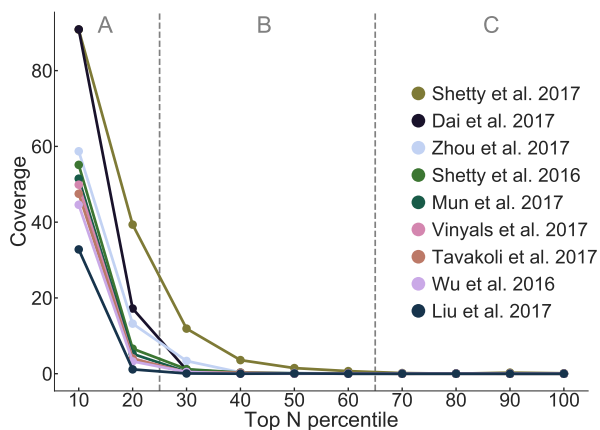 A B C
80
60
40
20
0
Coverage
Shetty et al. 2017
Dai et al. 2017
Zhou et al. 2017
Shetty et al. 2016
Mun et al. 2017
Vinyals et al. 2017
Tavakoli et al. 2017
Wu et al. 2016
Liu et al. 2017
10 20 30 40 50 60 70 80 90 100
Top N percentile